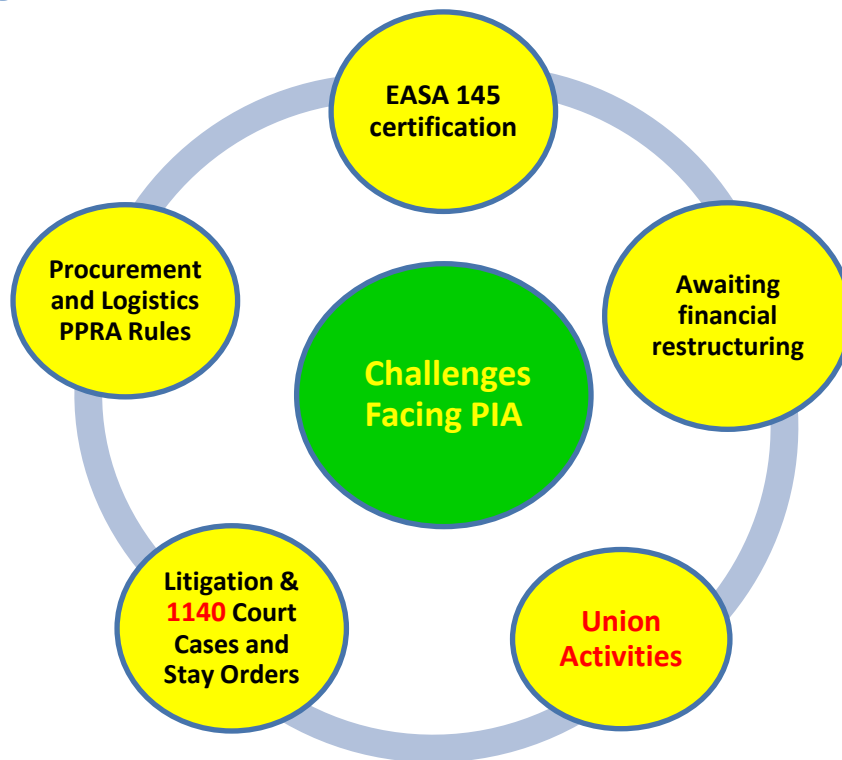 EASA 145
certification
Awaiting
financial
restructuring
Union
Activities
Litigation &
1140 Court
Cases and
Stay Orders
Procurement
and Logistics
PPRA Rules
Challenges
Facing PIA